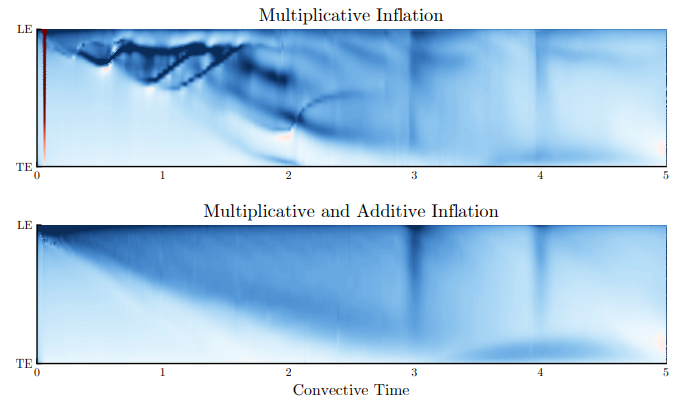 Multiplicative Inflation
LE
TE
0 1 2 3 4 5
Multiplicative and Additive Inflation
LE
TE
0 1 2 3 4 5
Convective Time